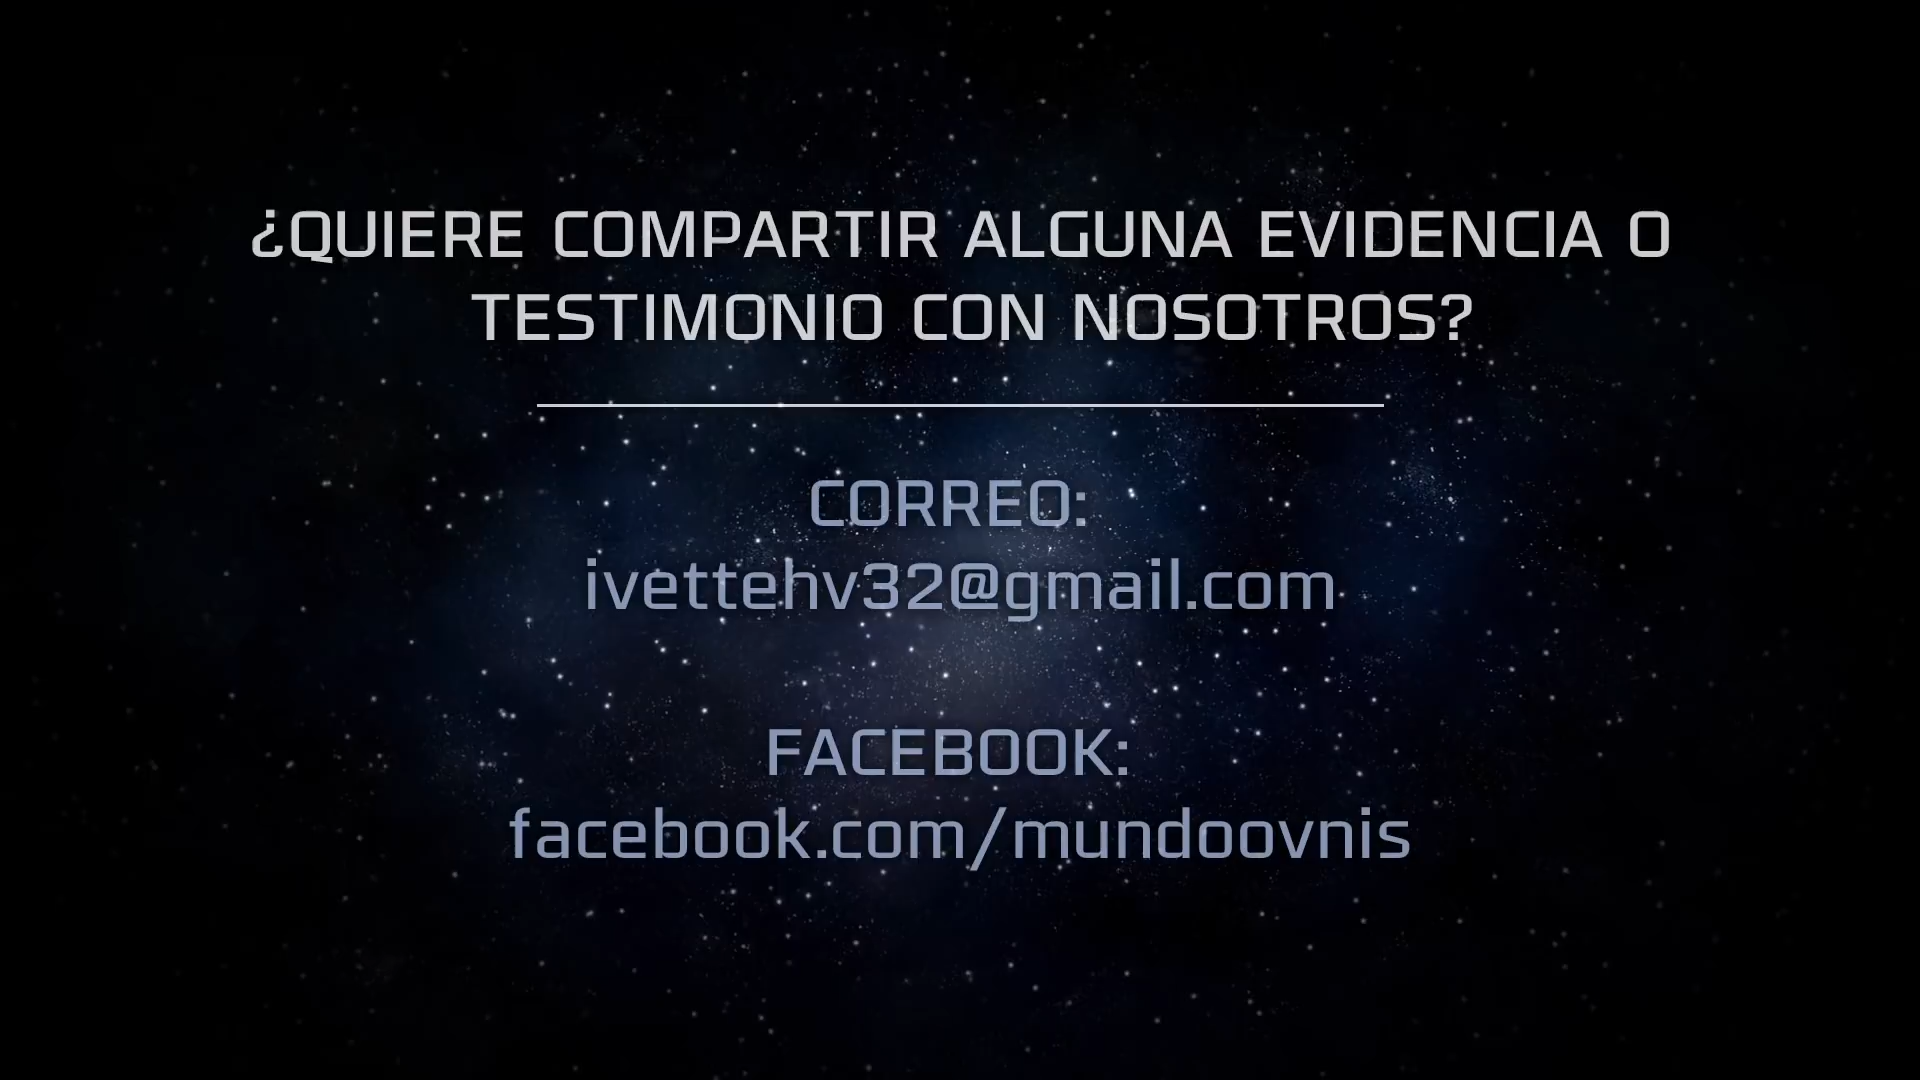 ¿QUIERE COMPARTIR ALGUNA EVIDENCIA O
TESTIMONIO CON NOSOTROS?
CORREO:
ivettehv32@gmail.com
FACEBOOK:
facebook.com/mundoovnis